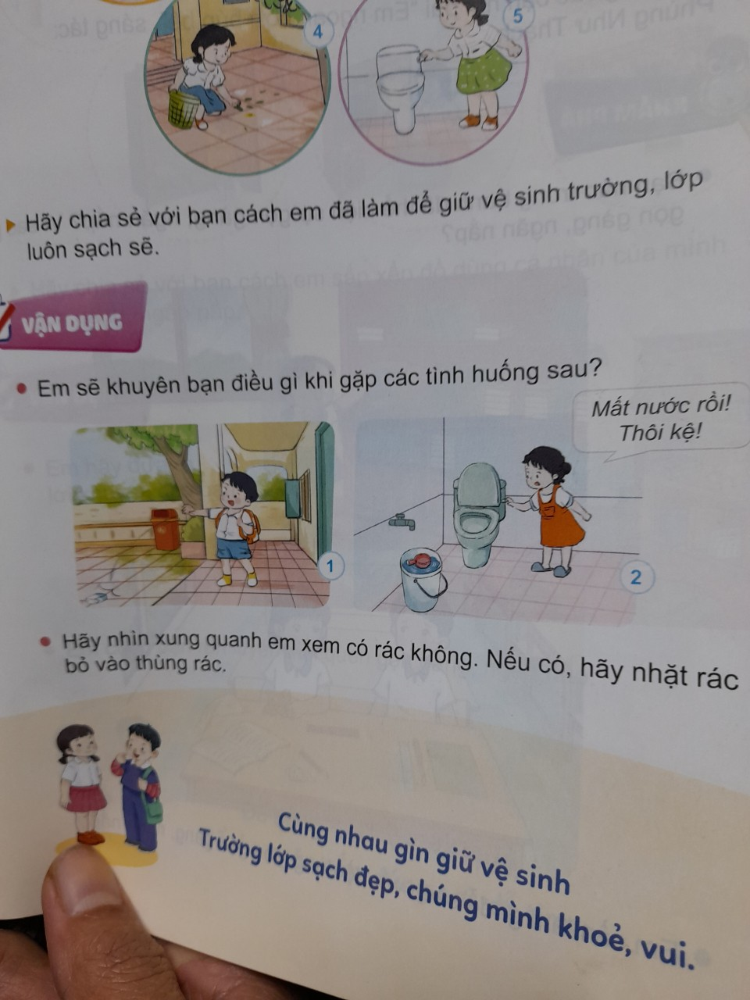 4
5
Hãy chia sẻ với bạn cách em đã làm để giữ vệ sinh trường, lớp
luôn sạch sẽ.
VẬN DỤNG
Em sẽ khuyên bạn điều gì khi gặp các tình huống sau?
Mất nước rồi!
Thôi kệ!
1
2
Hãy nhìn xung quanh em xem có rác không. Nếu có, hãy nhặt rác
bỏ vào thùng rác.
Cùng nhau gìn giữ vệ sinh
Trường lớp sạch đẹp, chúng mình khoẻ, vui.